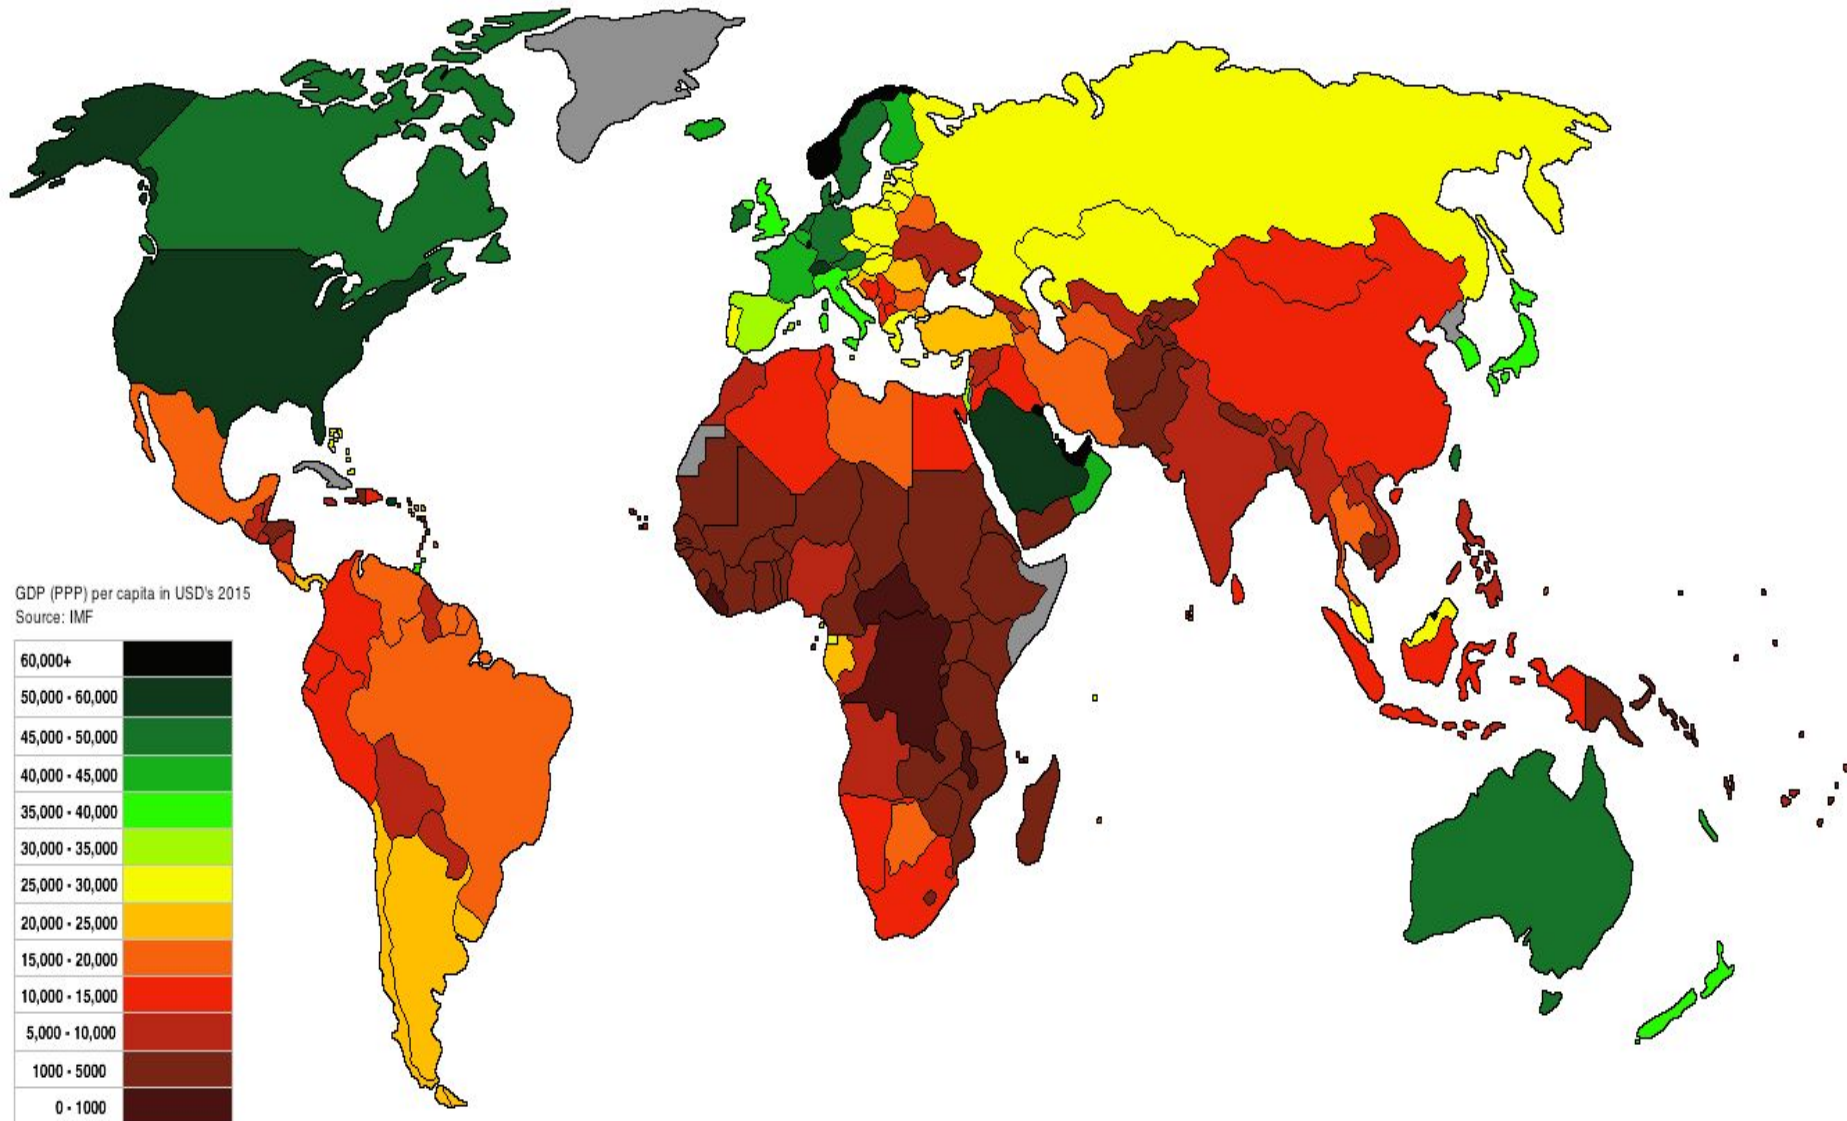 GDP (PPP) per capita in USD's 2015
Source: IMF
60,000+
50,000 - 60,000
45,000 - 50,000
40,000 - 45,000
35,000 - 40,000
30,000 - 35,000
25,000 - 30,000
20,000 - 25,000
15,000 - 20,000
10,000 - 15,000
5,000 - 10,000
1000 - 5000
0 - 1000